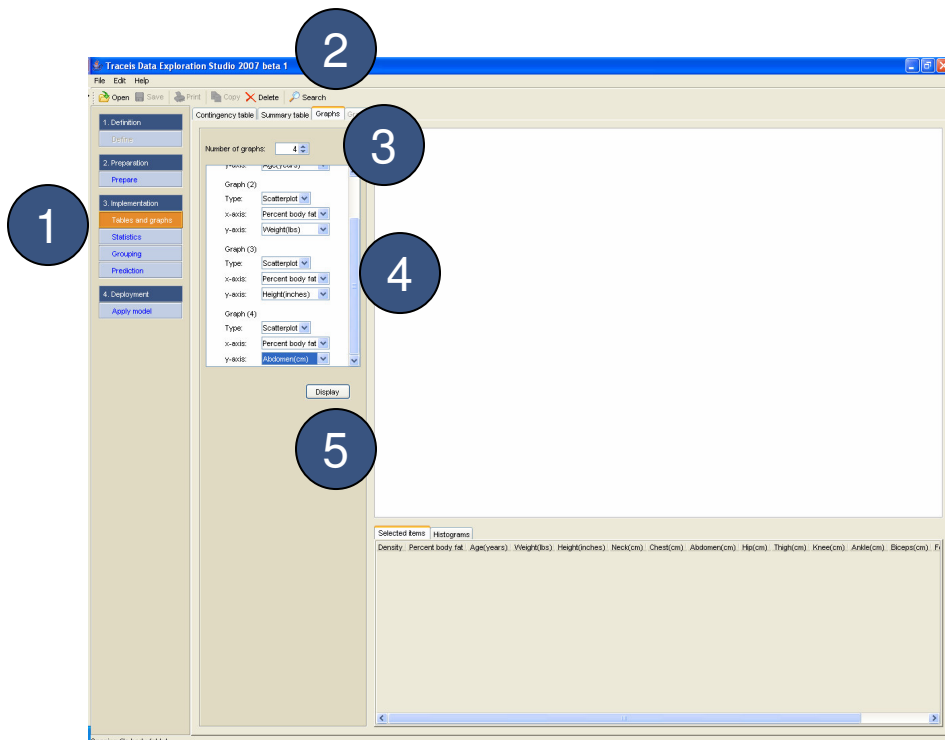 2
Traceis Data Exploration Studio 2007 beta 1
File Edit Help
Open Save Print Copy Delete Search
Contingency table Summary table Graphs
1. Definition
Define
2. Preparation
Prepare
3. Implementation
Tables and graphs
Statistics
Grouping
Prediction
4. Deployment
Apply model
1
Number of graphs: 4
3
y-axis: Age(years)
Graph (2)
Type: Scatterplot
x-axis: Percent body fat
y-axis: Weight(lbs)
Graph (3)
Type: Scatterplot
x-axis: Percent body fat
y-axis: Height(inches)
4
Graph (4)
Type: Scatterplot
x-axis: Percent body fat
y-axis: Abdomen(cm)
Display
5
Selected items Histograms
Density Percent body fat Age(years) Weight(lbs) Height(inches) Neck(cm) Chest(cm) Abdomen(cm) Hip(cm) Thigh(cm) Knee(cm) Ankle(cm) Biceps(cm)